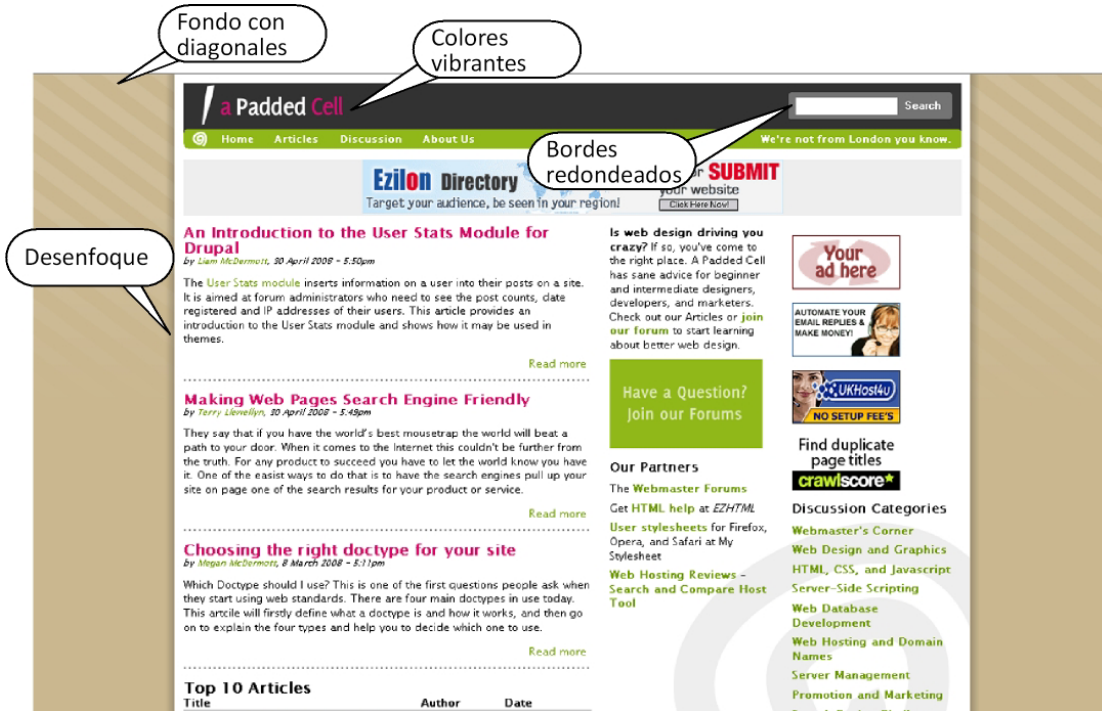 Fondo con
diagonales
Colores
vibrantes
a Padded Cell
Search
Home Articles Discussion About Us
We're not from London you know.
Bordes
redondeados
Ezilon Directory
Target your audience, be seen in your region!
or SUBMIT
your website
Click Here Now!
Desenfoque
An Introduction to the User Stats Module for
Drupal
by Liam McDermott, 30 April 2008 - 5:50pm
The User Stats module inserts information on a user into their posts on a site.
It is aimed at forum administrators who need to see the post counts, date
registered and IP addresses of their users. This article provides an
introduction to the User Stats module and shows how it may be used in
themes.
Read more
Making Web Pages Search Engine Friendly
by Terry Llewellyn, 30 April 2008 - 5:49pm
They say that if you have the world's best mousetrap the world will beat a
path to your door. When it comes to the Internet this couldn't be further from
the truth. For any product to succeed you have to let the world know you have
it. One of the easist ways to do that is to have the search engines pull up your
site on page one of the search results for your product or service.
Read more
Choosing the right doctype for your site
by Megan McDermott, 8 March 2008 - 5:11pm
Which Doctype should I use? This is one of the first questions people ask when
they start using web standards. There are four main doctypes in use today.
This artcile will firstly define what a doctype is and how it works, and then go
on to explain the four types and help you to decide which one to use.
Read more
Top 10 Articles
Title Author Date
Is web design driving you
crazy? If so, you've come to
the right place. A Padded Cell
has sane advice for beginner
and intermediate designers,
developers, and marketers.
Check out our Articles or join
our forum to start learning
about better web design.
Have a Question?
Join our Forums
Our Partners
The Webmaster Forums
Get HTML help at EZHTML
User stylesheets for Firefox,
Opera, and Safari at My
Stylesheet
Web Hosting Reviews -
Search and Compare Host
Tool
Your
ad here
AUTOMATE YOUR
EMAIL REPLIES &
MAKE MONEY!
UKHost4u
NO SETUP FEE'S
Find duplicate
page titles
crawlscore*
Discussion Categories
Webmaster's Corner
Web Design and Graphics
HTML, CSS, and Javascript
Server-Side Scripting
Web Database
Development
Web Hosting and Domain
Names
Server Management
Promotion and Marketing